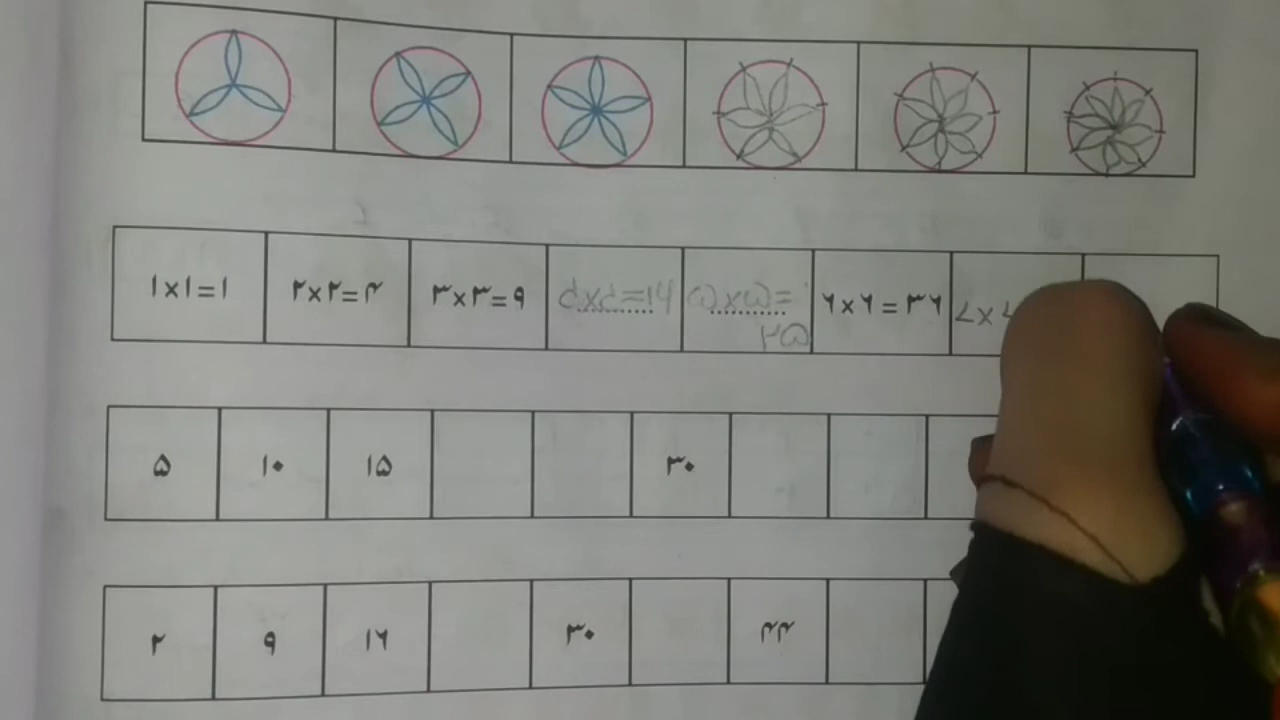 ۱×۱=۱ ۲×۲=۴ ۳×۳=۹ ۴×۴=۱۶ ۵×۵= ۶×۶=۳۶ ۷×
۲۵
۵ ۱۰ ۱۵ ۳۰
۲ ۹ ۱۶ ۳۰ ۴۴